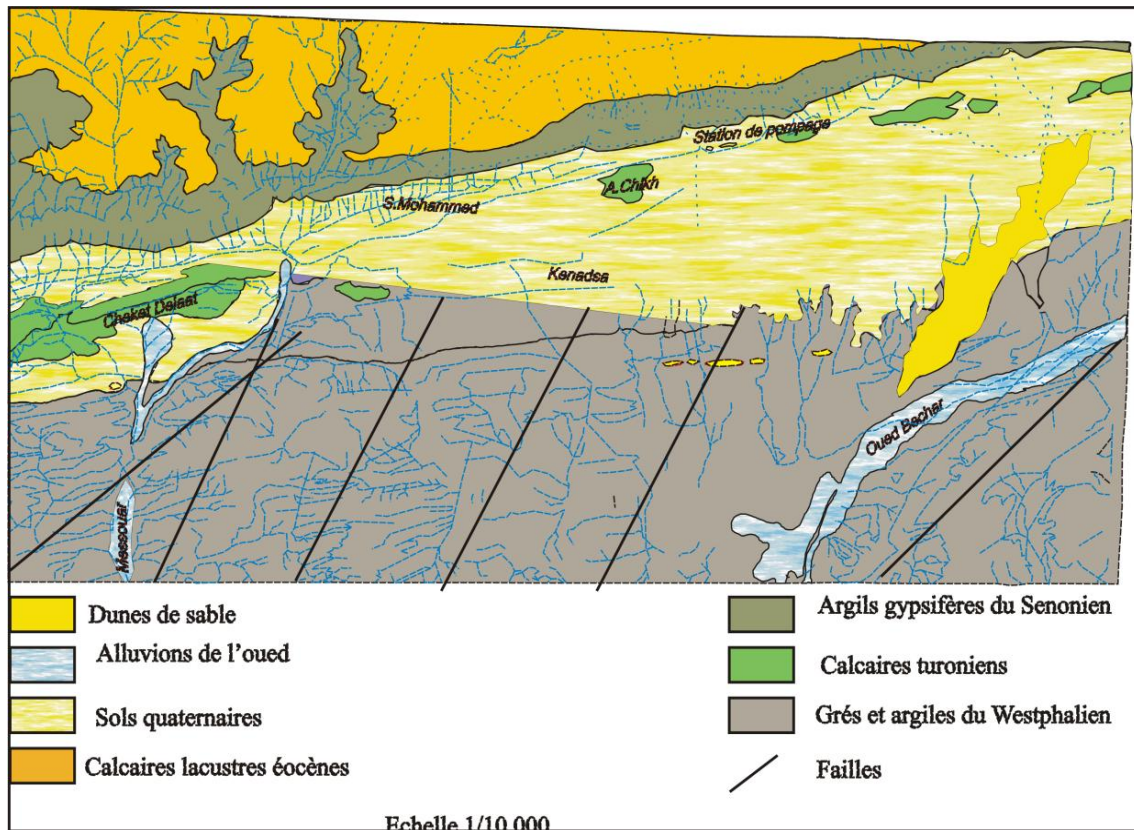 Station de pompage
A.Chikh
S.Mohammed
Kenadsa
Chekat Delaat
Oued Bechar
Messouar
Dunes de sable
Alluvions de l'oued
Sols quaternaires
Calcaires lacustres éocènes
Argils gypsifères du Senonien
Calcaires turoniens
Grés et argiles du Westphalien
Failles
Echelle 1/10 000